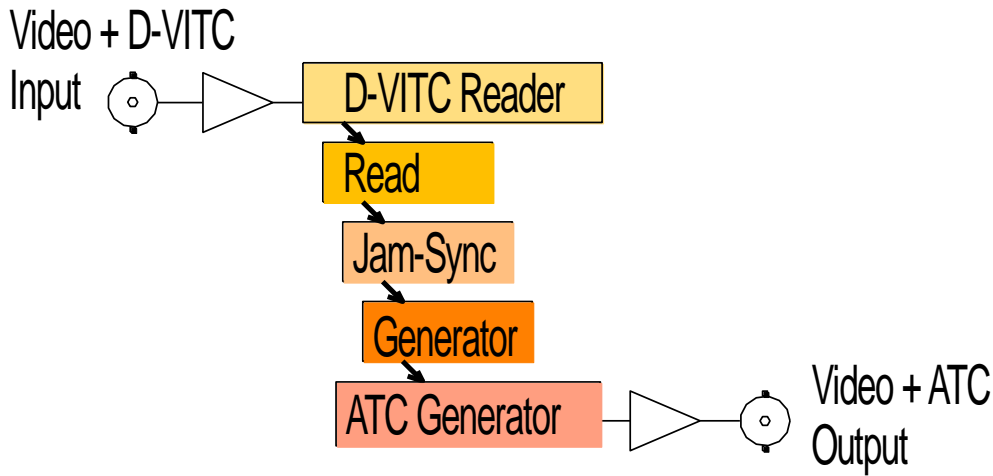 Video + D-VITC
Input
D-VITC Reader
Read
Jam-Sync
Generator
ATC Generator
Video + ATC
Output